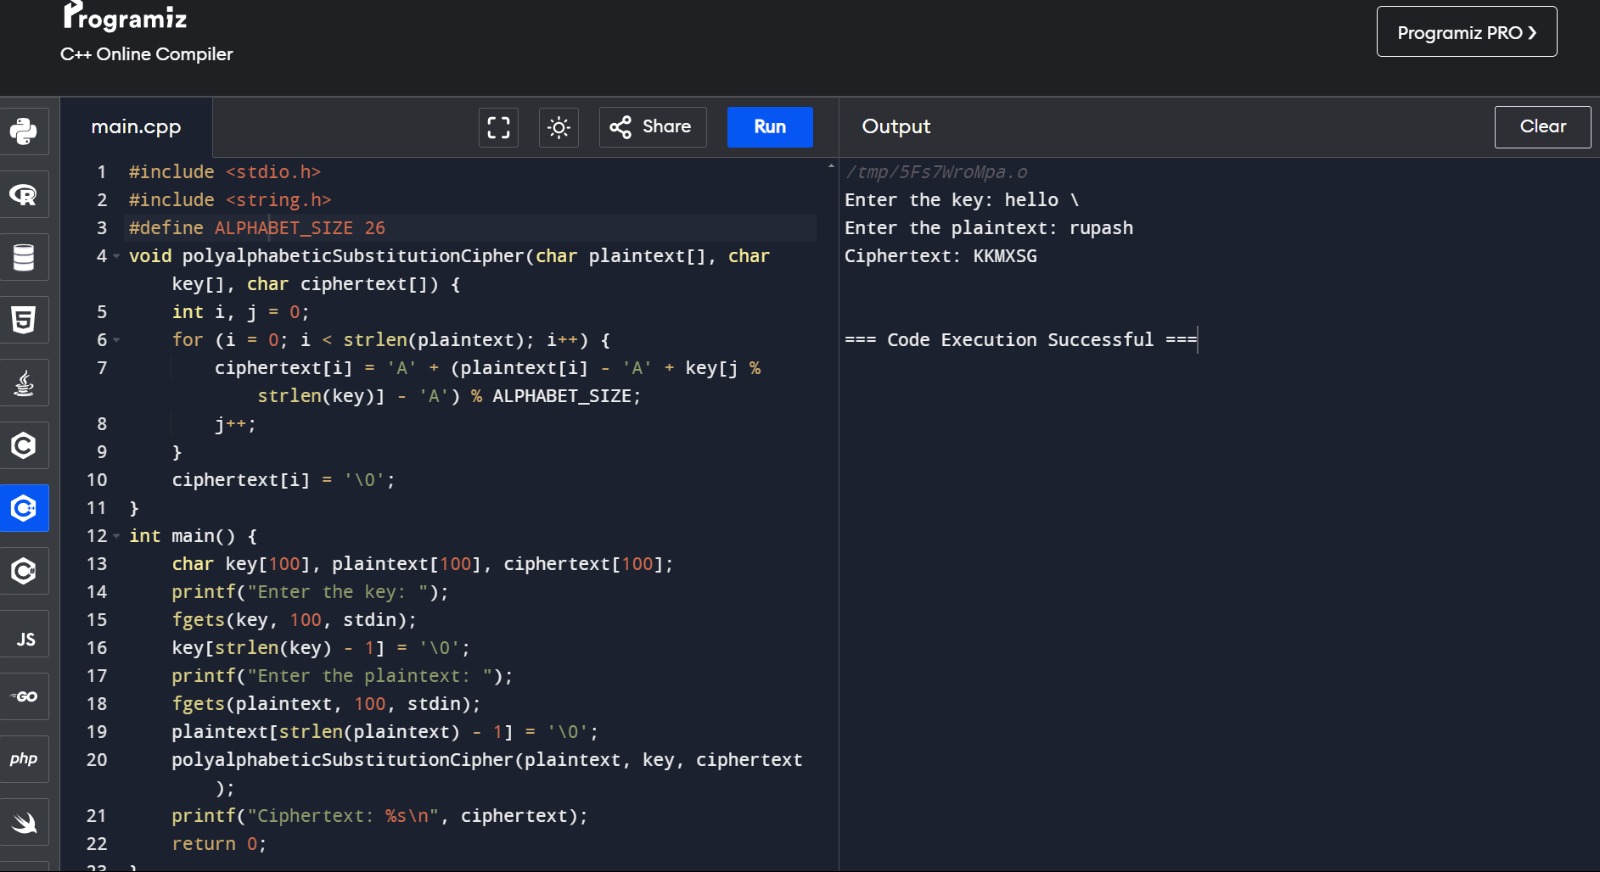 Programiz
C++ Online Compiler
Programiz PRO ❯
main.cpp
Share
Run
Output
Clear
1 #include <stdio.h>
2 #include <string.h>
3 #define ALPHABET_SIZE 26
4 void polyalphabeticSubstitutionCipher(char plaintext[], char
key[], char ciphertext[]) {
5 int i, j = 0;
6 for (i = 0; i < strlen(plaintext); i++) {
7 ciphertext[i] = 'A' + (plaintext[i] - 'A' + key[j %
strlen(key)] - 'A') % ALPHABET_SIZE;
8 j++;
9 }
10 ciphertext[i] = '\0';
11 }
12 int main() {
13 char key[100], plaintext[100], ciphertext[100];
14 printf("Enter the key: ");
15 fgets(key, 100, stdin);
16 key[strlen(key) - 1] = '\0';
17 printf("Enter the plaintext: ");
18 fgets(plaintext, 100, stdin);
19 plaintext[strlen(plaintext) - 1] = '\0';
20 polyalphabeticSubstitutionCipher(plaintext, key, ciphertext
);
21 printf("Ciphertext: %s\n", ciphertext);
22 return 0;
23 }
/tmp/5Fs7WroMpa.o
Enter the key: hello \
Enter the plaintext: rupash
Ciphertext: KKMXSG
=== Code Execution Successful ===
R
5
C
C+
C#
JS
GO
php